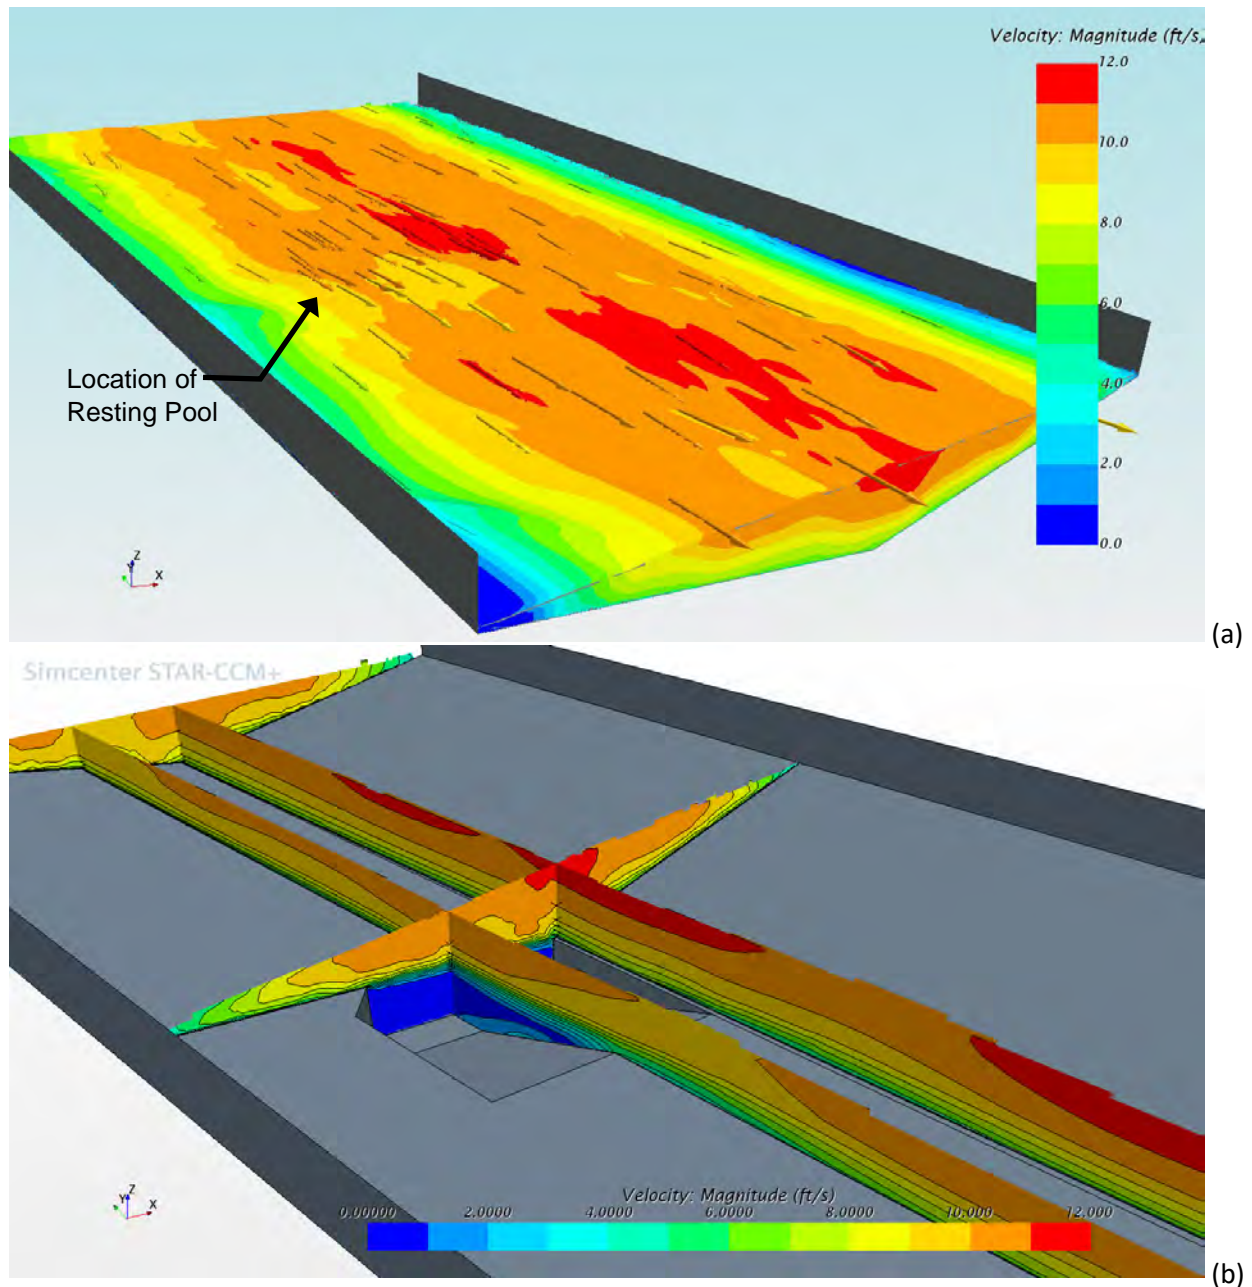 Velocity: Magnitude (ft/s)
12.0
10.0
8.0
6.0
4.0
2.0
0.0
Location of
Resting Pool
Z
Y
X
(a)
Simcenter STAR-CCM+
Velocity: Magnitude (ft/s)
0.00000 2.0000 4.0000 6.0000 8.0000 10.000 12.000
Z
Y
X
(b)